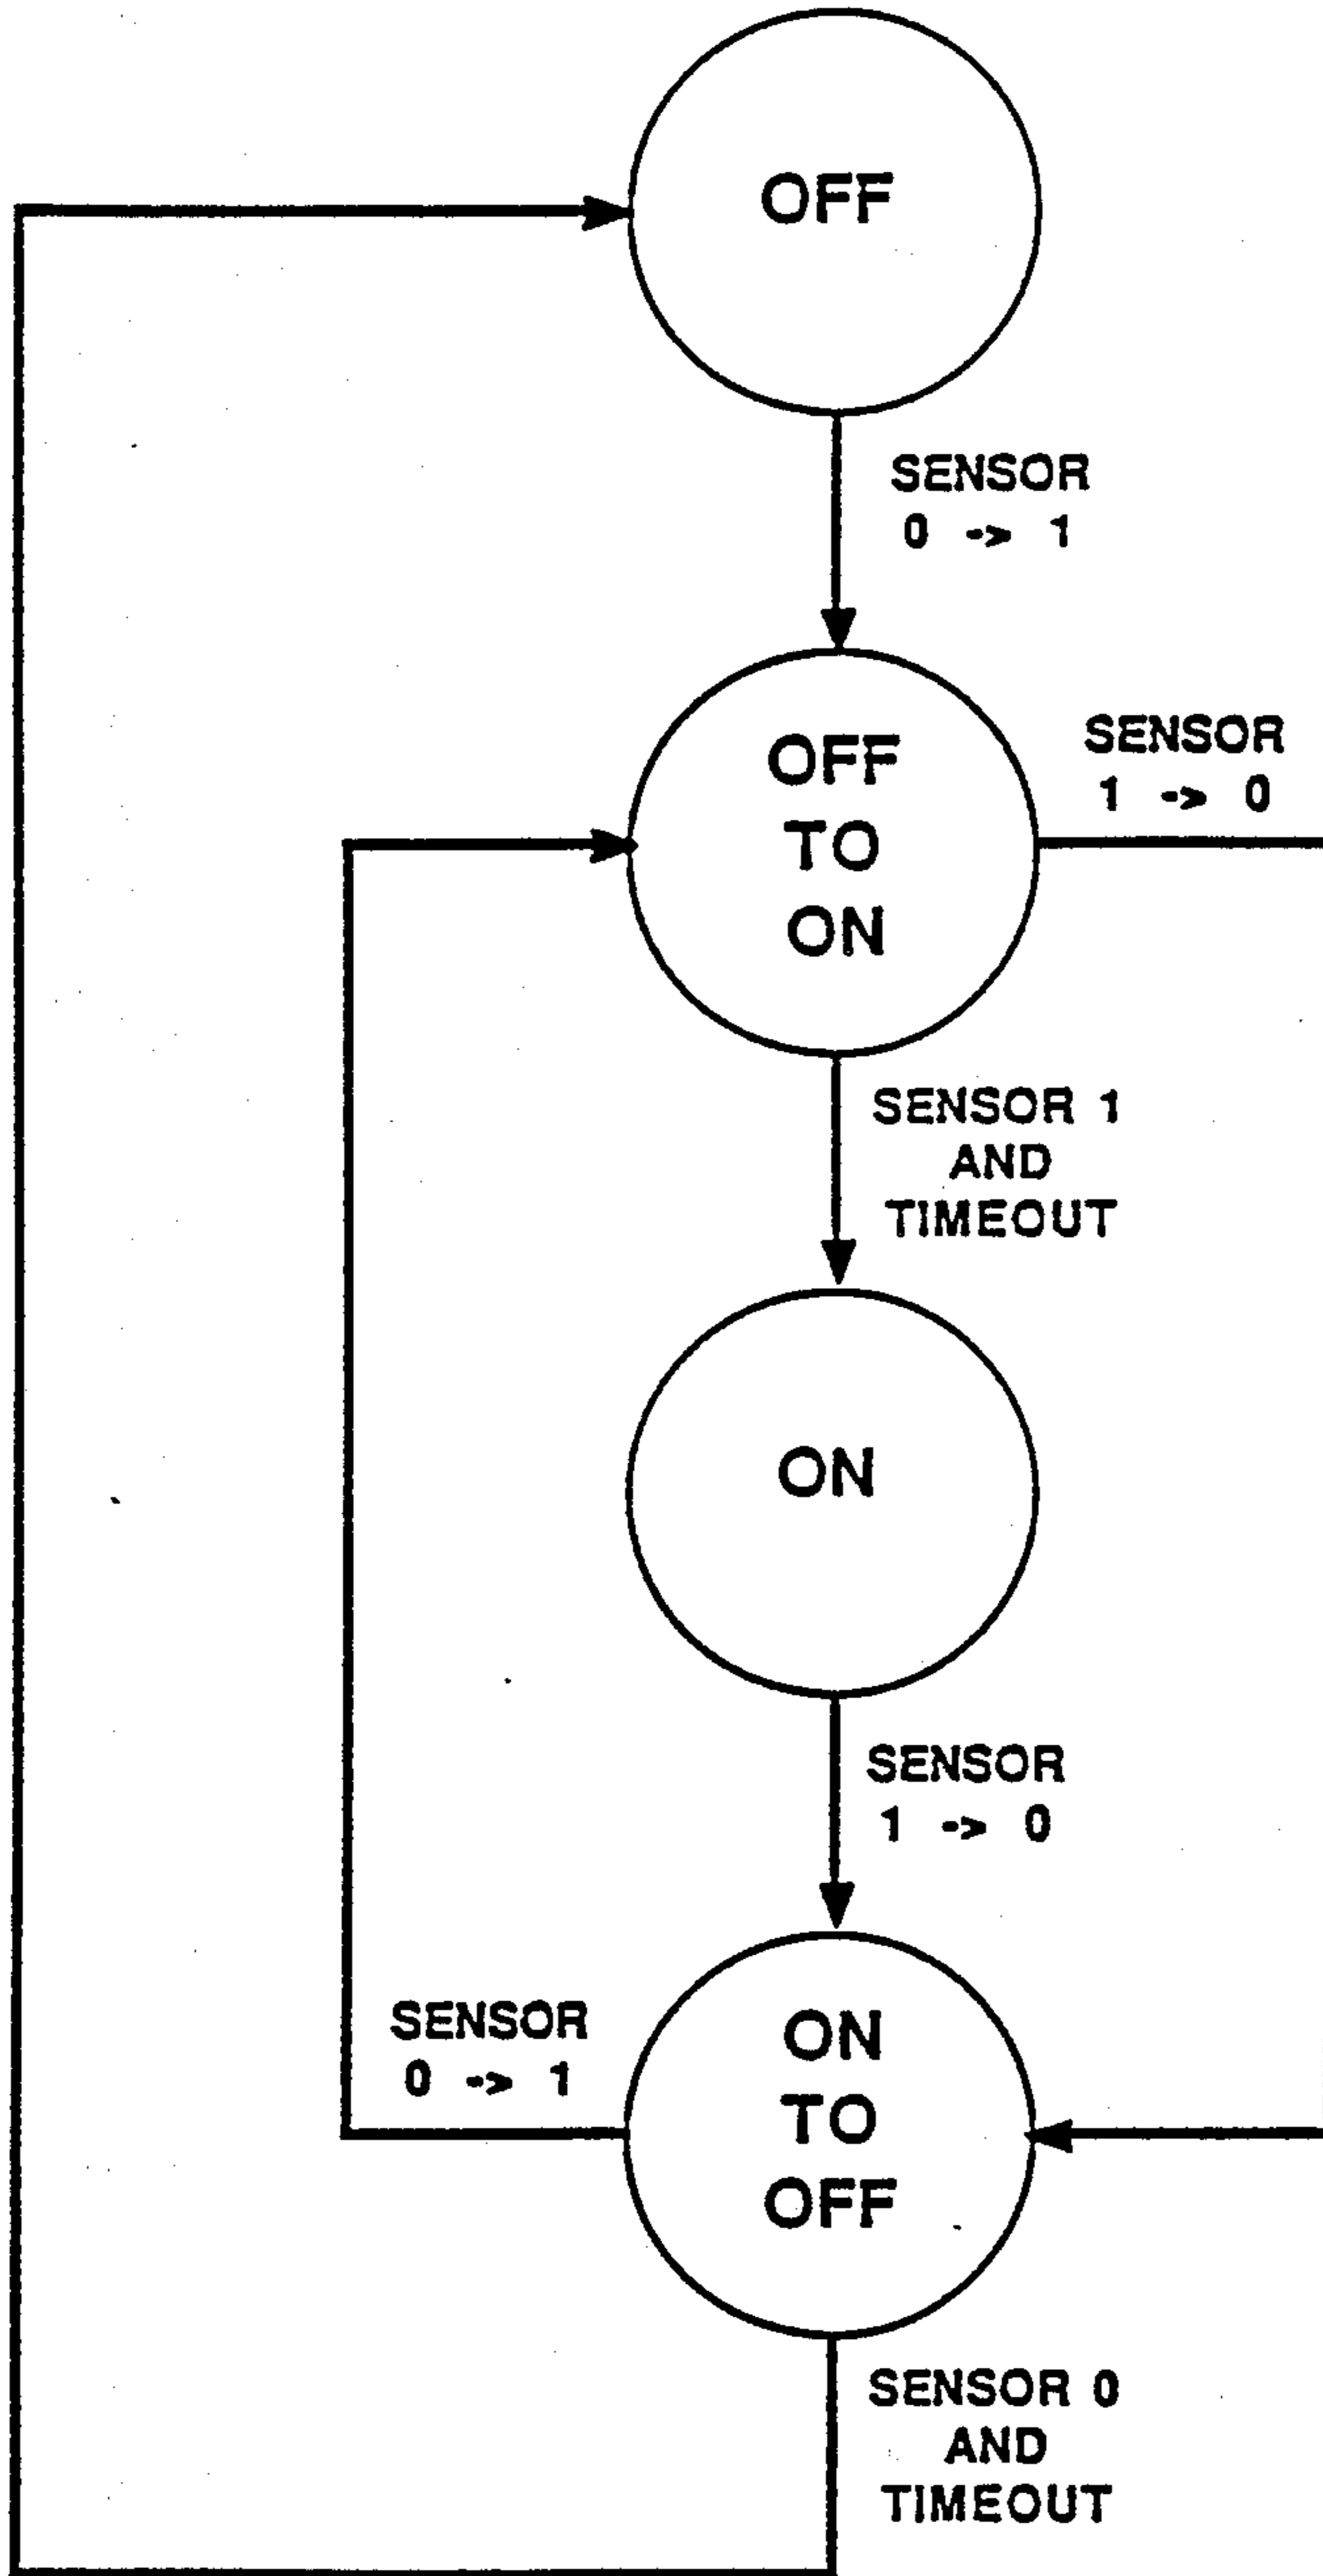 OFF
SENSOR
0 -> 1
OFF
TO
ON
SENSOR
1 -> 0
SENSOR 1
AND
TIMEOUT
ON
SENSOR
1 -> 0
SENSOR
0 -> 1
ON
TO
OFF
SENSOR 0
AND
TIMEOUT